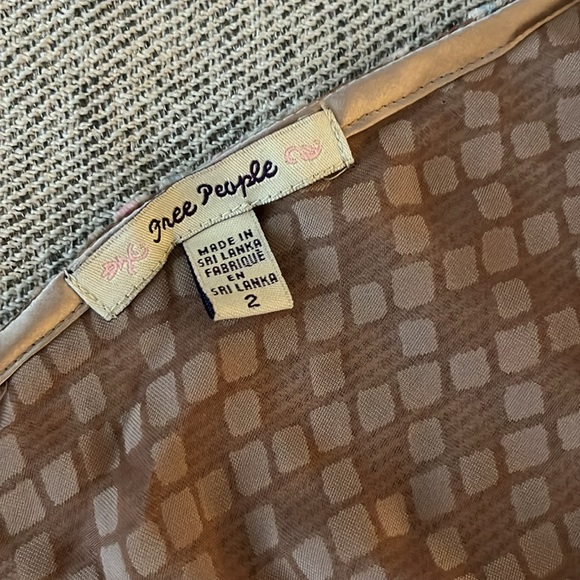 Free People
MADE IN
SRI LANKA
FABRIQUÉ
EN
SRI LANKA
2